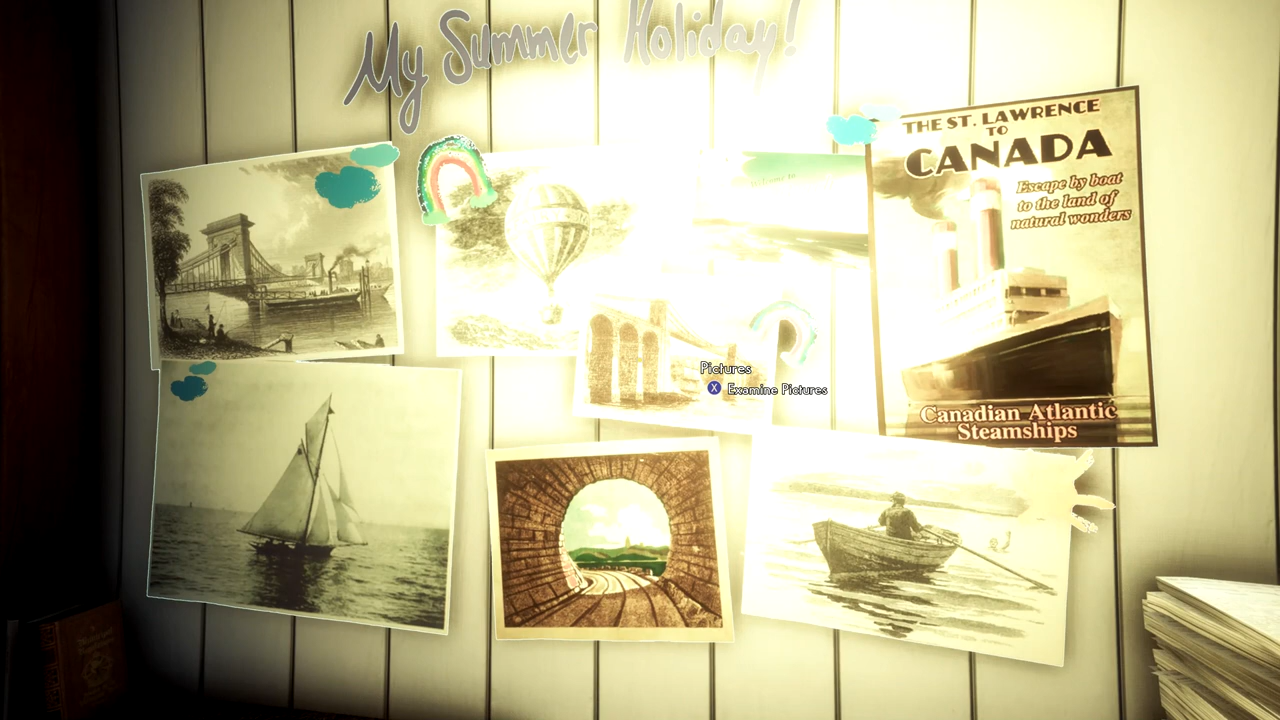 My Summer Holiday!
THE ST. LAWRENCE
TO
CANADA
Escape by boat
to the land of
natural wonders
Canadian Atlantic
Steamships
Pictures
X Examine Pictures